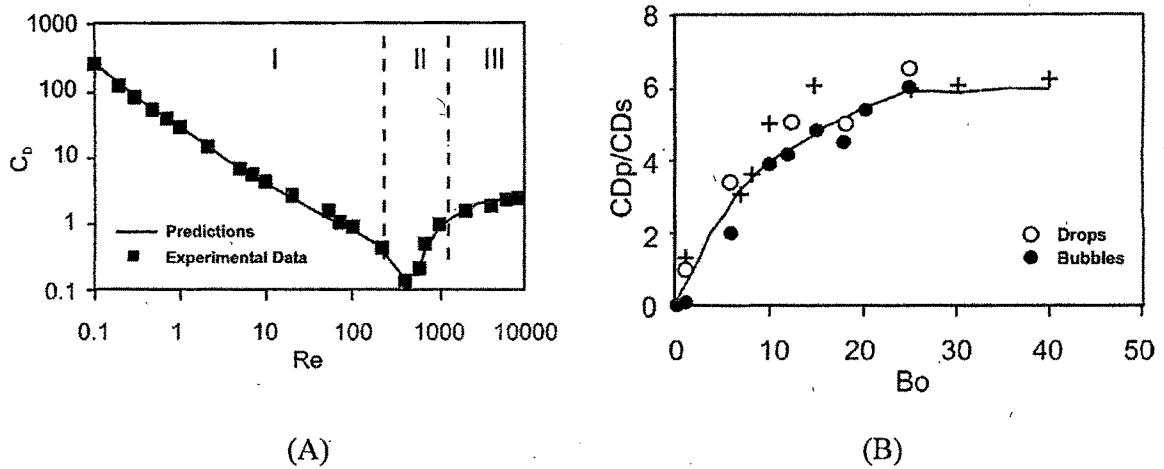 1000
100
10
1
0.1
C_D
I
II
III
Predictions
Experimental Data
0.1 1 10 100 1000 10000
Re
(A)
8
6
4
2
0
CDp/CDs
Drops
Bubbles
0 10 20 30 40 50
Bo
(B)